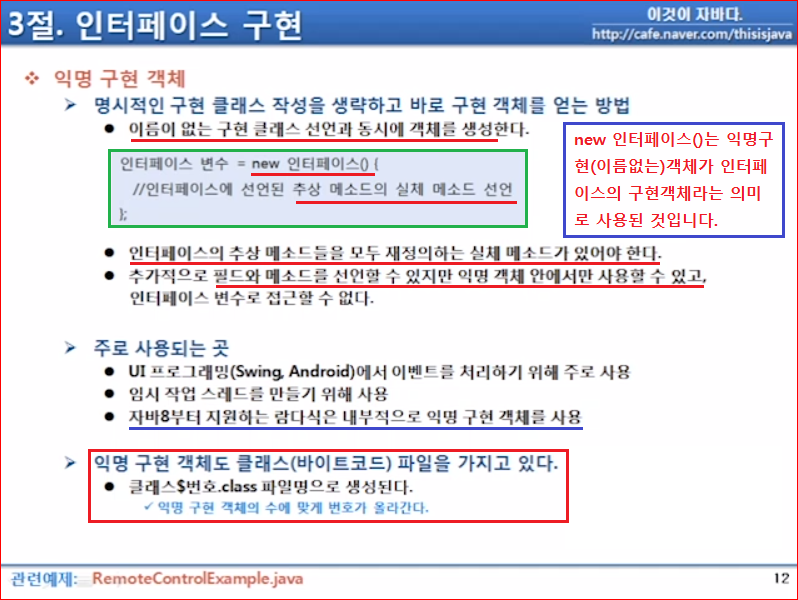 3절. 인터페이스 구현
이것이 자바다.
http://cafe.naver.com/thisisjava
익명 구현 객체
명시적인 구현 클래스 작성을 생략하고 바로 구현 객체를 얻는 방법
이름이 없는 구현 클래스 선언과 동시에 객체를 생성한다.
인터페이스 변수 = new 인터페이스() {
//인터페이스에 선언된 추상 메소드의 실체 메소드 선언
};
new 인터페이스()는 익명구
현(이름없는)객체가 인터페
이스의 구현객체라는 의미
로 사용된 것입니다.
인터페이스의 추상 메소드들을 모두 재정의하는 실체 메소드가 있어야 한다.
추가적으로 필드와 메소드를 선언할 수 있지만 익명 객체 안에서만 사용할 수 있고,
인터페이스 변수로 접근할 수 없다.
주로 사용되는 곳
UI 프로그래밍(Swing, Android)에서 이벤트를 처리하기 위해 주로 사용
임시 작업 스레드를 만들기 위해 사용
자바8부터 지원하는 람다식은 내부적으로 익명 구현 객체를 사용
익명 구현 객체도 클래스(바이트코드) 파일을 가지고 있다.
클래스$번호.class 파일명으로 생성된다.
✓ 익명 구현 객체의 수에 맞게 번호가 올라간다.
관련예제: RemoteControlExample.java
12